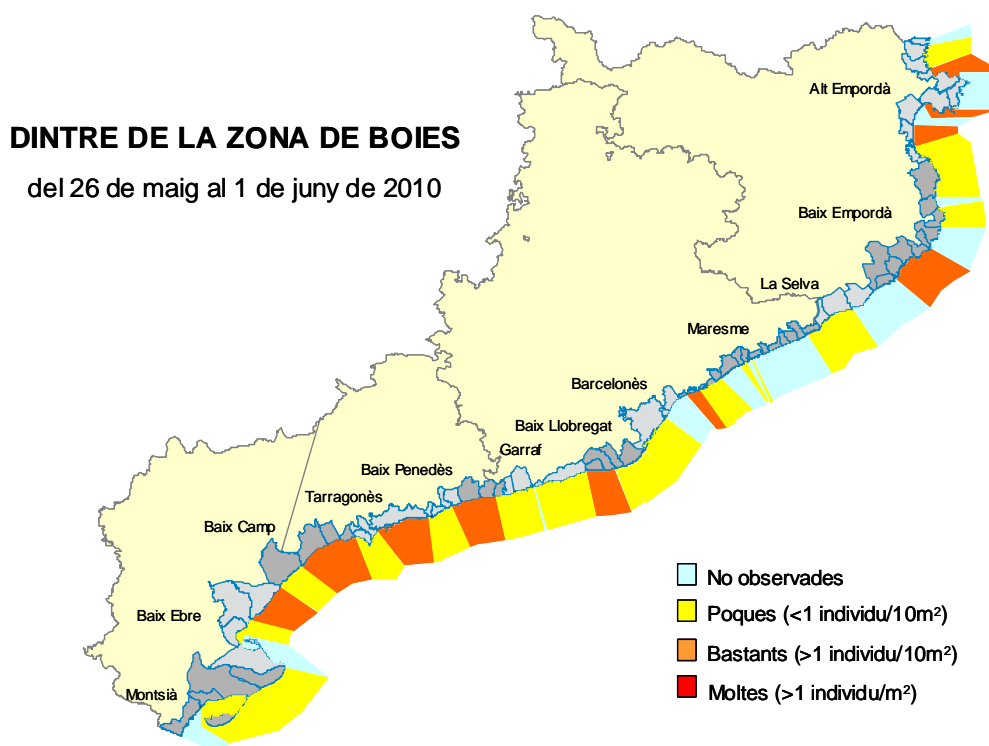 DINTRE DE LA ZONA DE BOIES
del 26 de maig al 1 de juny de 2010
Alt Empordà
Baix Empordà
La Selva
Maresme
Barcelonès
Baix Llobregat
Garraf
Baix Penedès
Tarragonès
Baix Camp
Baix Ebre
Montsià
No observades
Poques (<1 individu/10m²)
Bastants (>1 individu/10m²)
Moltes (>1 individu/m²)